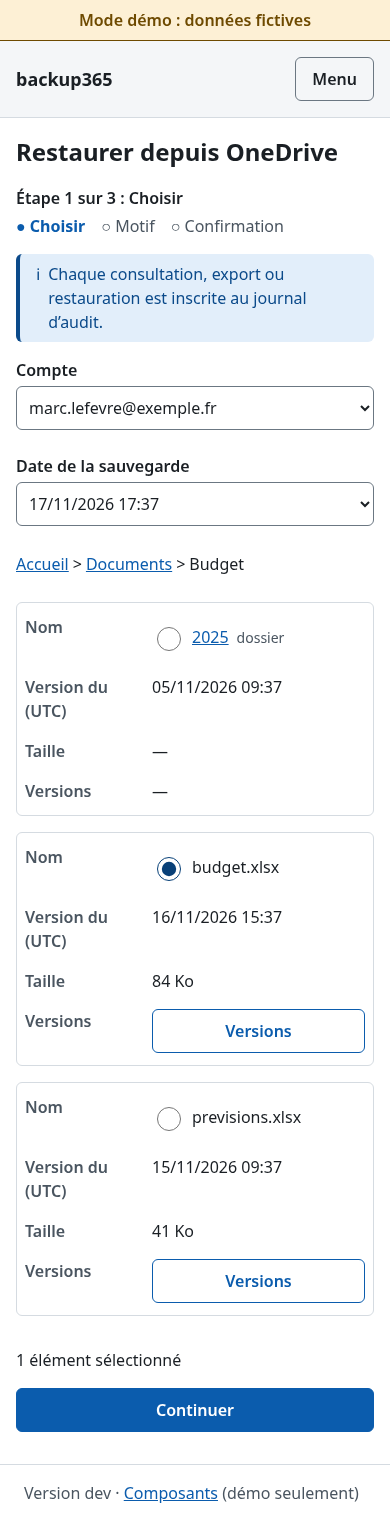 Mode démo : données fictives
backup365
Menu
Restaurer depuis OneDrive
Étape 1 sur 3 : Choisir
● Choisir ○ Motif ○ Confirmation
i Chaque consultation, export ou
restauration est inscrite au journal
d’audit.
Compte
marc.lefevre@exemple.fr
Date de la sauvegarde
17/11/2026 17:37
Accueil > Documents > Budget
Nom 2025 dossier
Version du 05/11/2026 09:37
(UTC)
Taille —
Versions —
Nom budget.xlsx
Version du 16/11/2026 15:37
(UTC)
Taille 84 Ko
Versions Versions
Nom previsions.xlsx
Version du 15/11/2026 09:37
(UTC)
Taille 41 Ko
Versions Versions
1 élément sélectionné
Continuer
Version dev · Composants (démo seulement)